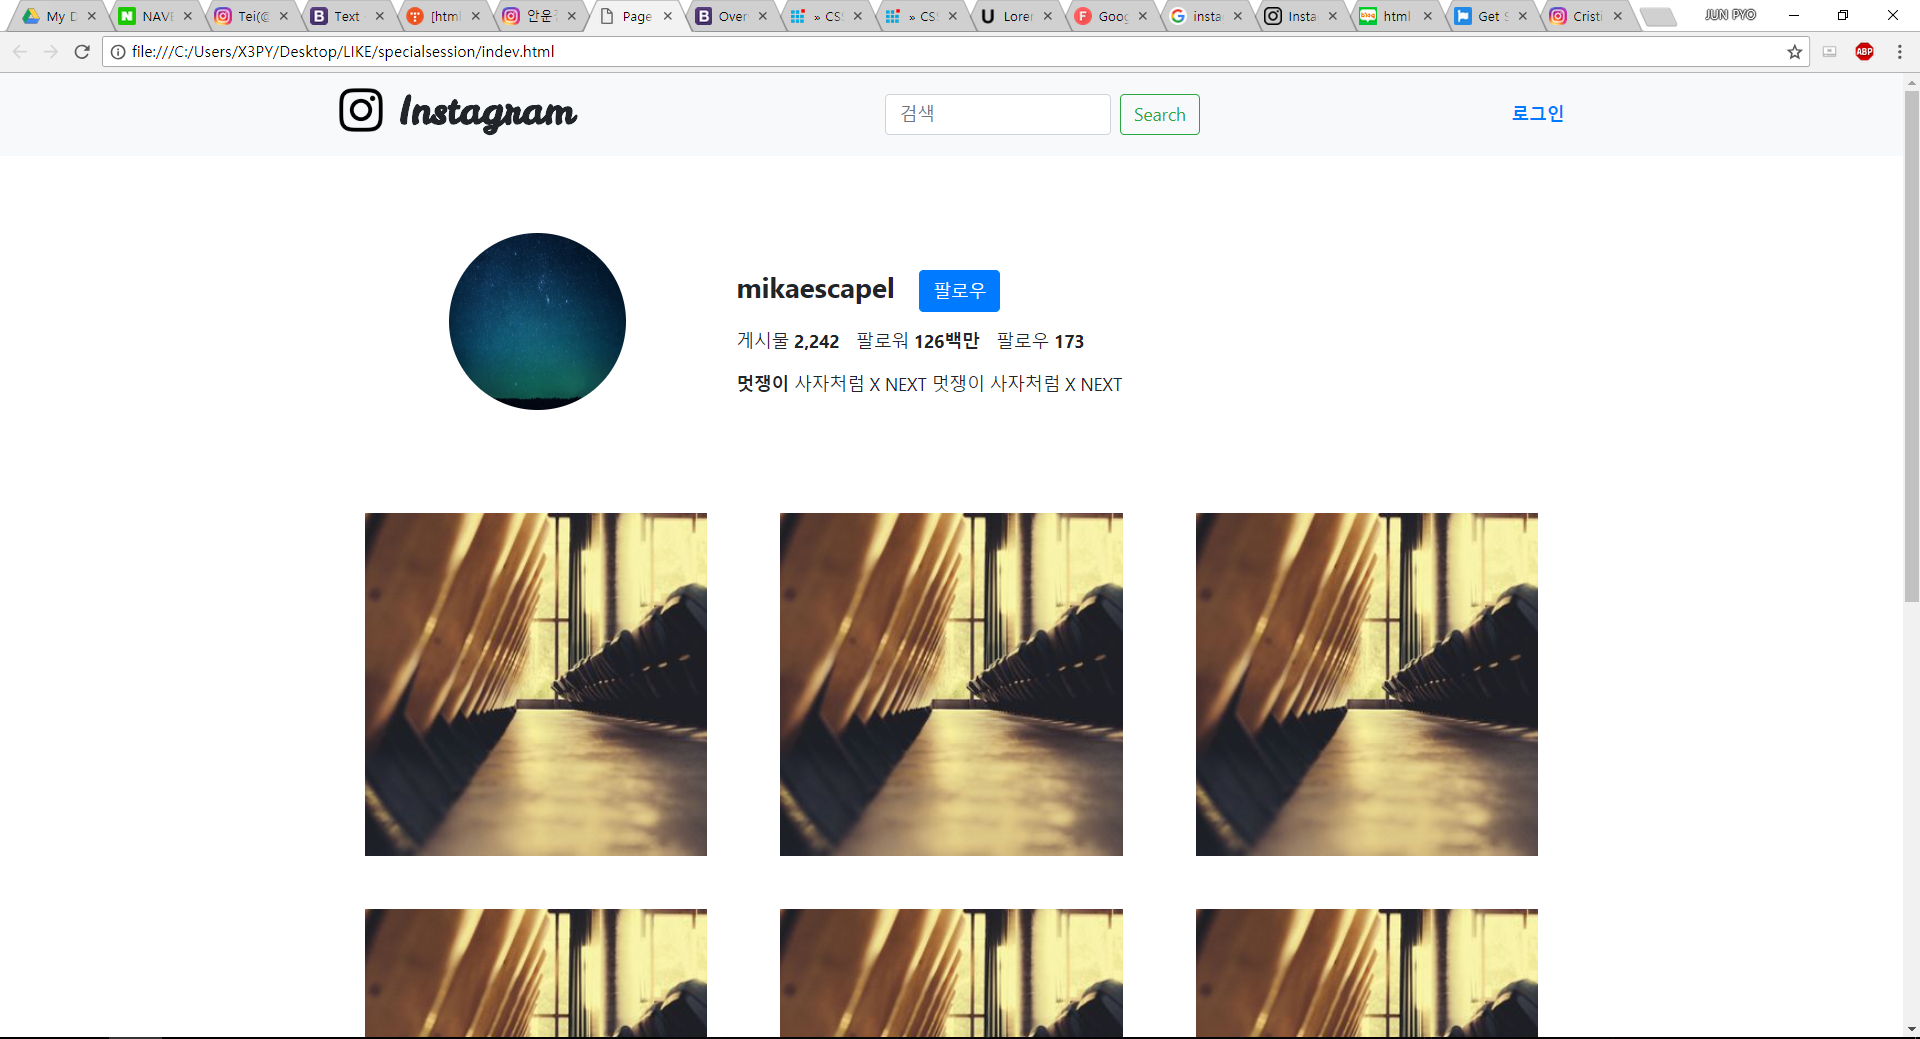 My D NAVE Tei(@ Text [html 안윤 Page Over » CS » CS Lorer Goog insta Insta html Get S Cristi JUN PYO
file:///C:/Users/X3PY/Desktop/LIKE/specialsession/indev.html ABP
Instagram 검색 Search 로그인
mikaescapel 팔로우
게시물 2,242 팔로워 126백만 팔로우 173
멋쟁이 사자처럼 X NEXT 멋쟁이 사자처럼 X NEXT